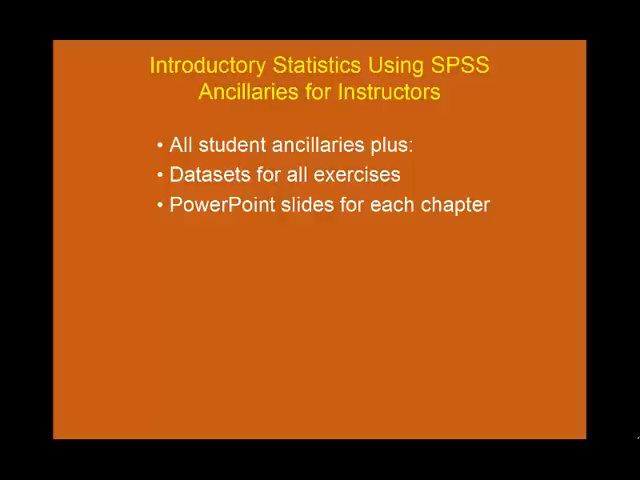 Introductory Statistics Using SPSS
Ancillaries for Instructors
• All student ancillaries plus:
• Datasets for all exercises
• PowerPoint slides for each chapter